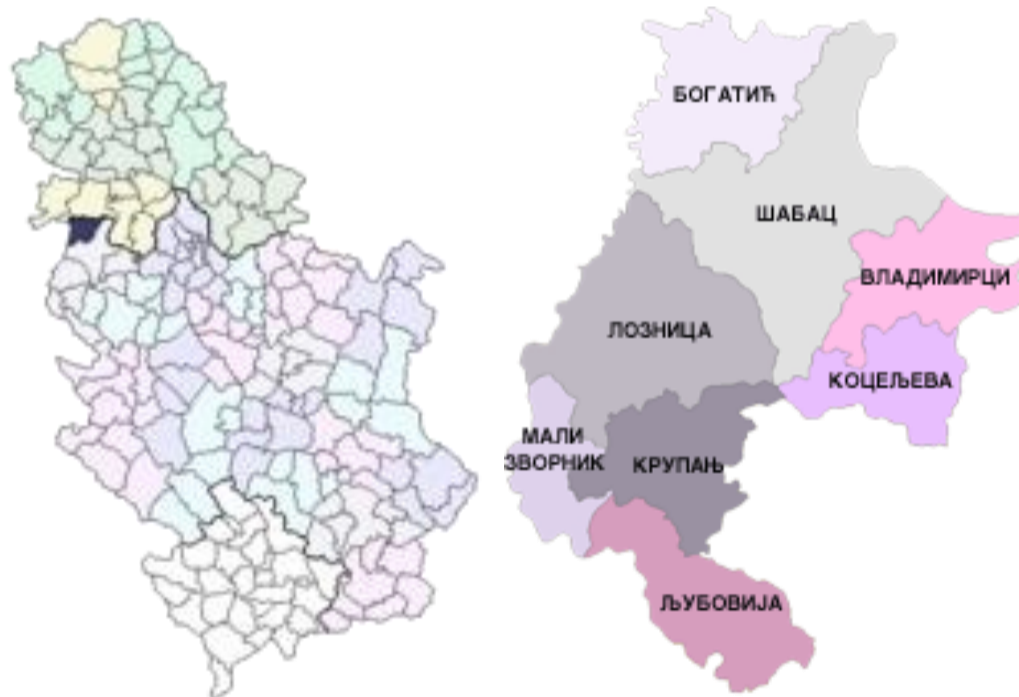 БОГАТИЋ
ШАБАЦ
ВЛАДИМИРЦИ
ЛОЗНИЦА
КОЦЕЉЕВА
МАЛИ
ЗВОРНИК
КРУПАЊ
ЉУБОВИЈА